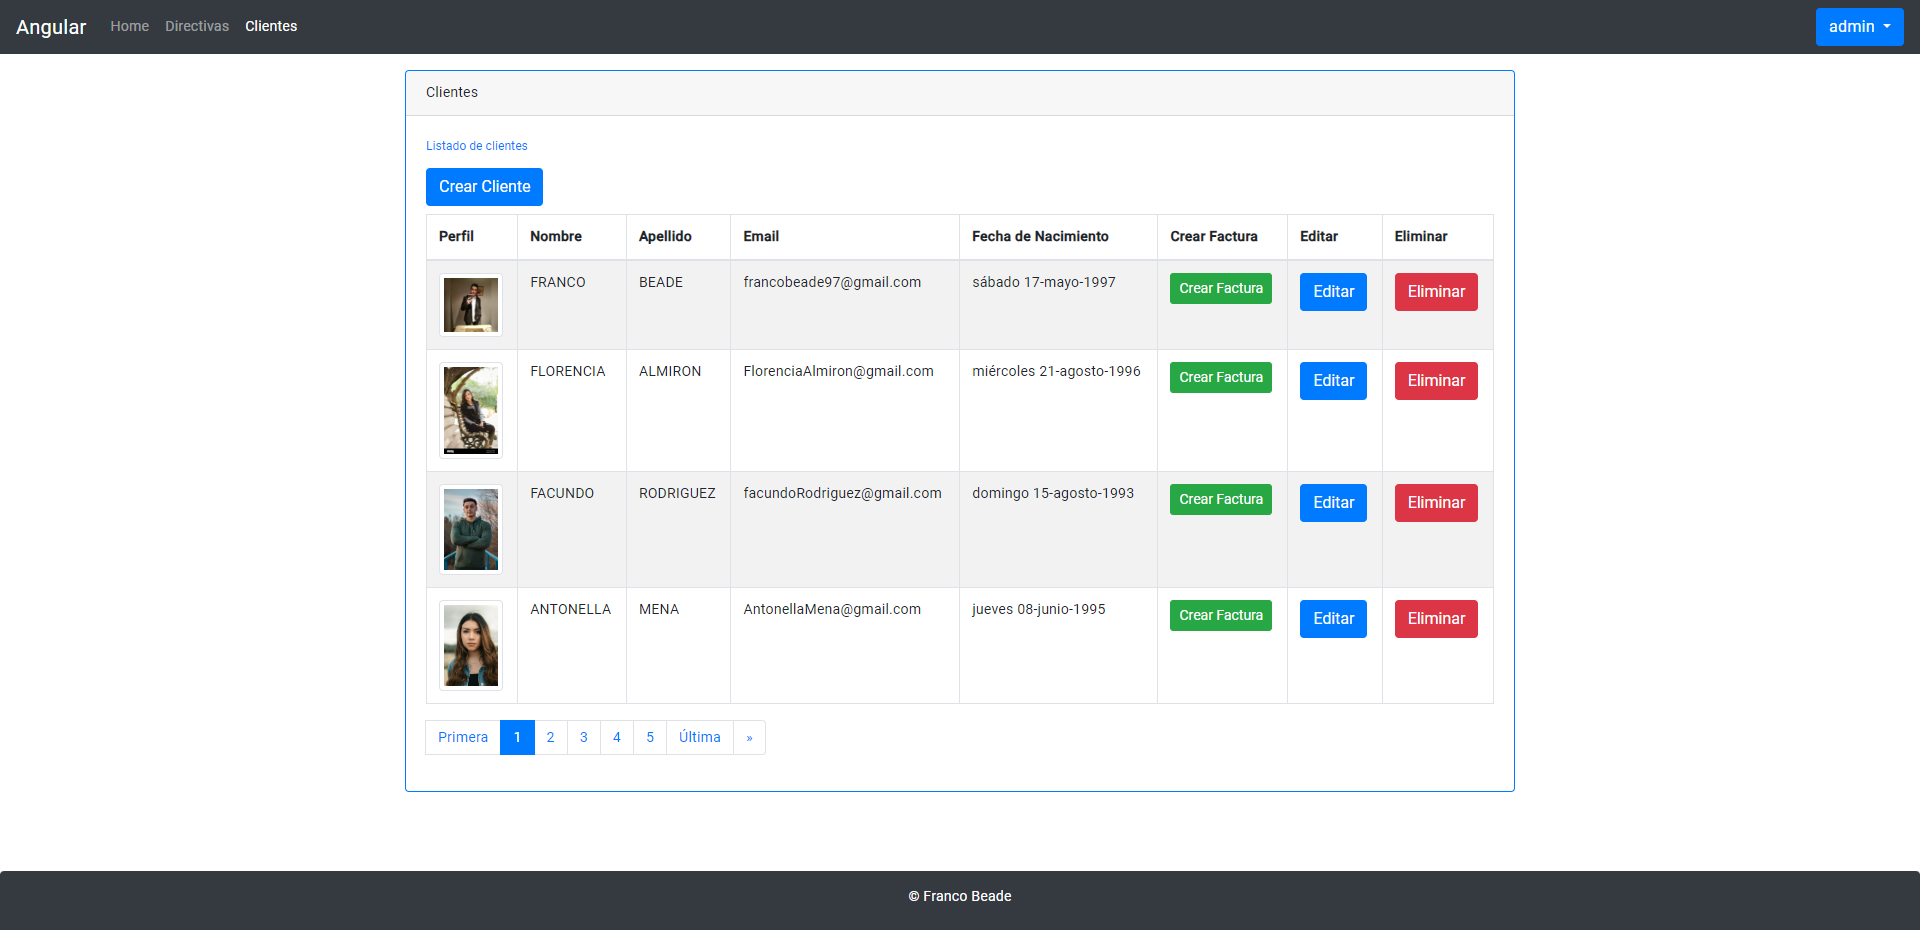 Angular Home Directivas Clientes admin
Clientes
Listado de clientes
Crear Cliente
Perfil Nombre Apellido Email Fecha de Nacimiento Crear Factura Editar Eliminar
FRANCO BEADE francobeade97@gmail.com sábado 17-mayo-1997 Crear Factura Editar Eliminar
FLORENCIA ALMIRON FlorenciaAlmiron@gmail.com miércoles 21-agosto-1996 Crear Factura Editar Eliminar
FACUNDO RODRIGUEZ facundoRodriguez@gmail.com domingo 15-agosto-1993 Crear Factura Editar Eliminar
ANTONELLA MENA AntonellaMena@gmail.com jueves 08-junio-1995 Crear Factura Editar Eliminar
Primera 1 2 3 4 5 Última »
© Franco Beade